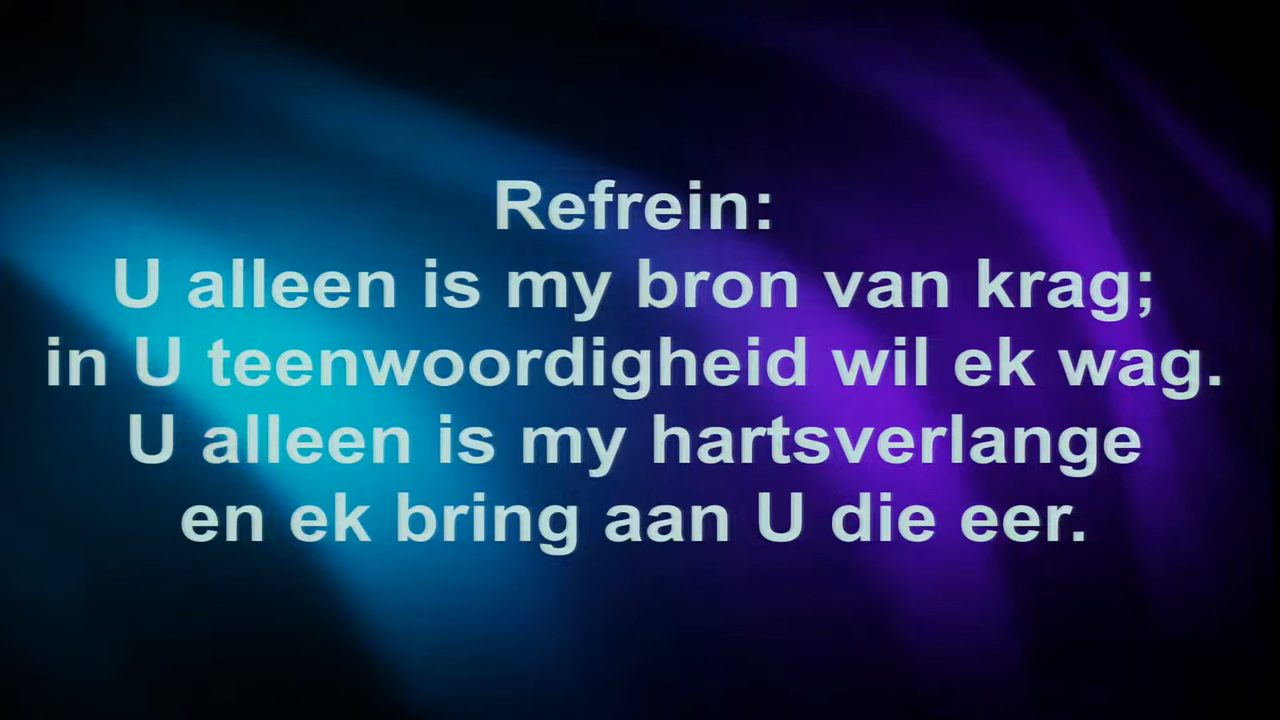 Refrein:
U alleen is my bron van krag;
in U teenwoordigheid wil ek wag.
U alleen is my hartsverlange
en ek bring aan U die eer.